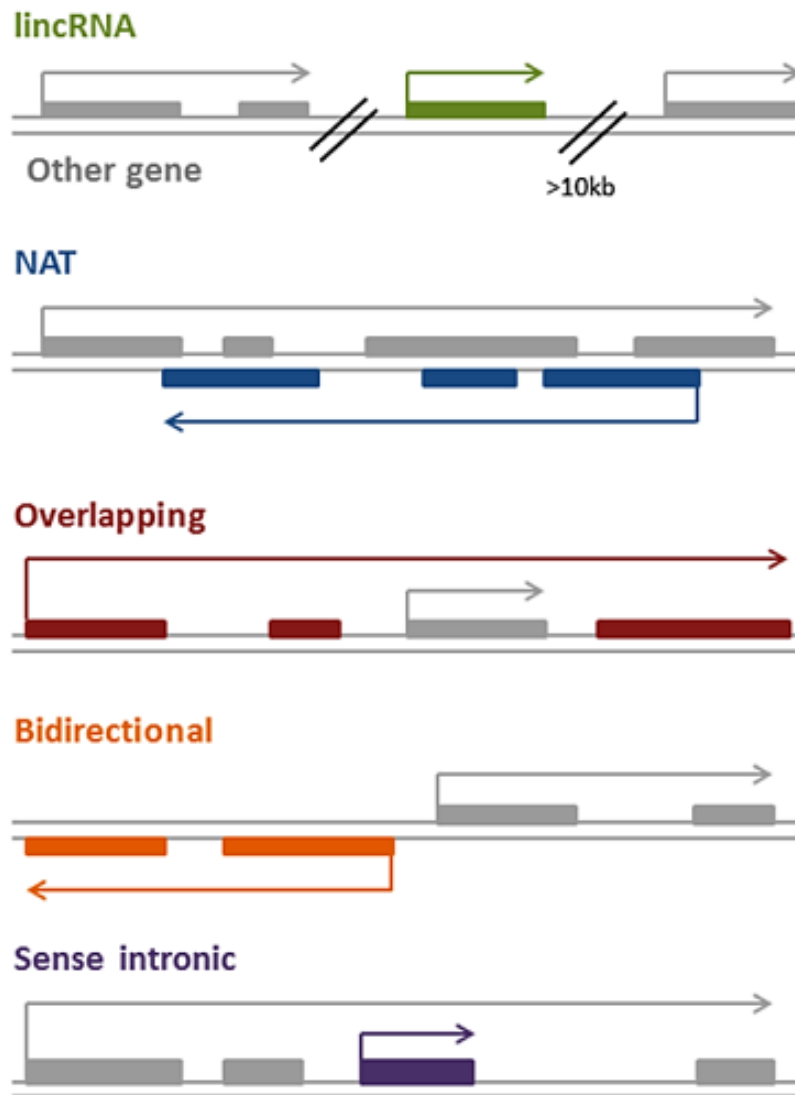 lincRNA
Other gene
>10kb
NAT
Overlapping
Bidirectional
Sense intronic